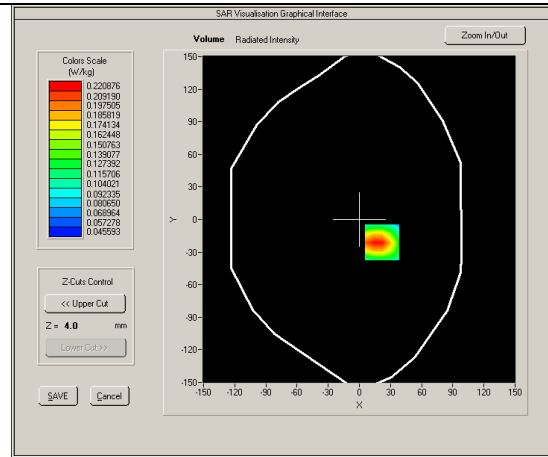 SAR Visualisation Graphical Interface
Volume Radiated Intensity
Zoom In/Out
Colors Scale
(W/kg)
0.220876
0.209190
0.197505
0.185819
0.174134
0.162448
0.150763
0.139077
0.127392
0.115706
0.104021
0.092335
0.080650
0.068964
0.057278
0.045593
Z-Cuts Control
<< Upper Cut
Z = 4.0 mm
Lower Cut >>
SAVE Cancel
150
120
90
60
30
0
-30
-60
-90
-120
-150
Y
-150 -120 -90 -60 -30 0 30 60 90 120 150
X